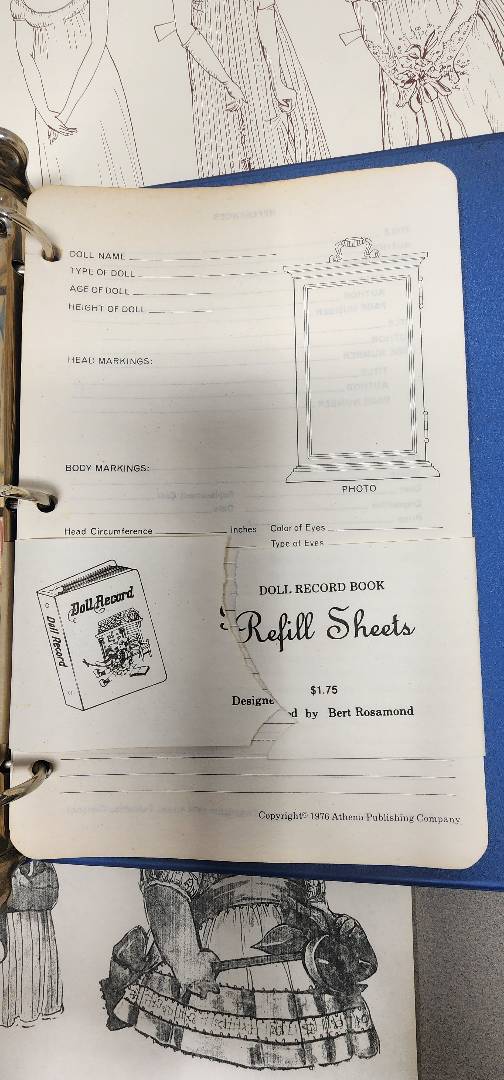 DOLL NAME
TYPE OF DOLL
AGE OF DOLL
HEIGHT OF DOLL
HEAD MARKINGS:
BODY MARKINGS:
PHOTO
Head Circumference inches Color of Eyes
Type of Eyes
Doll Record
Doll Record
DOLL RECORD BOOK
Refill Sheets
$1.75
Designed by Bert Rosamond
Copyright© 1976 Athena Publishing Company